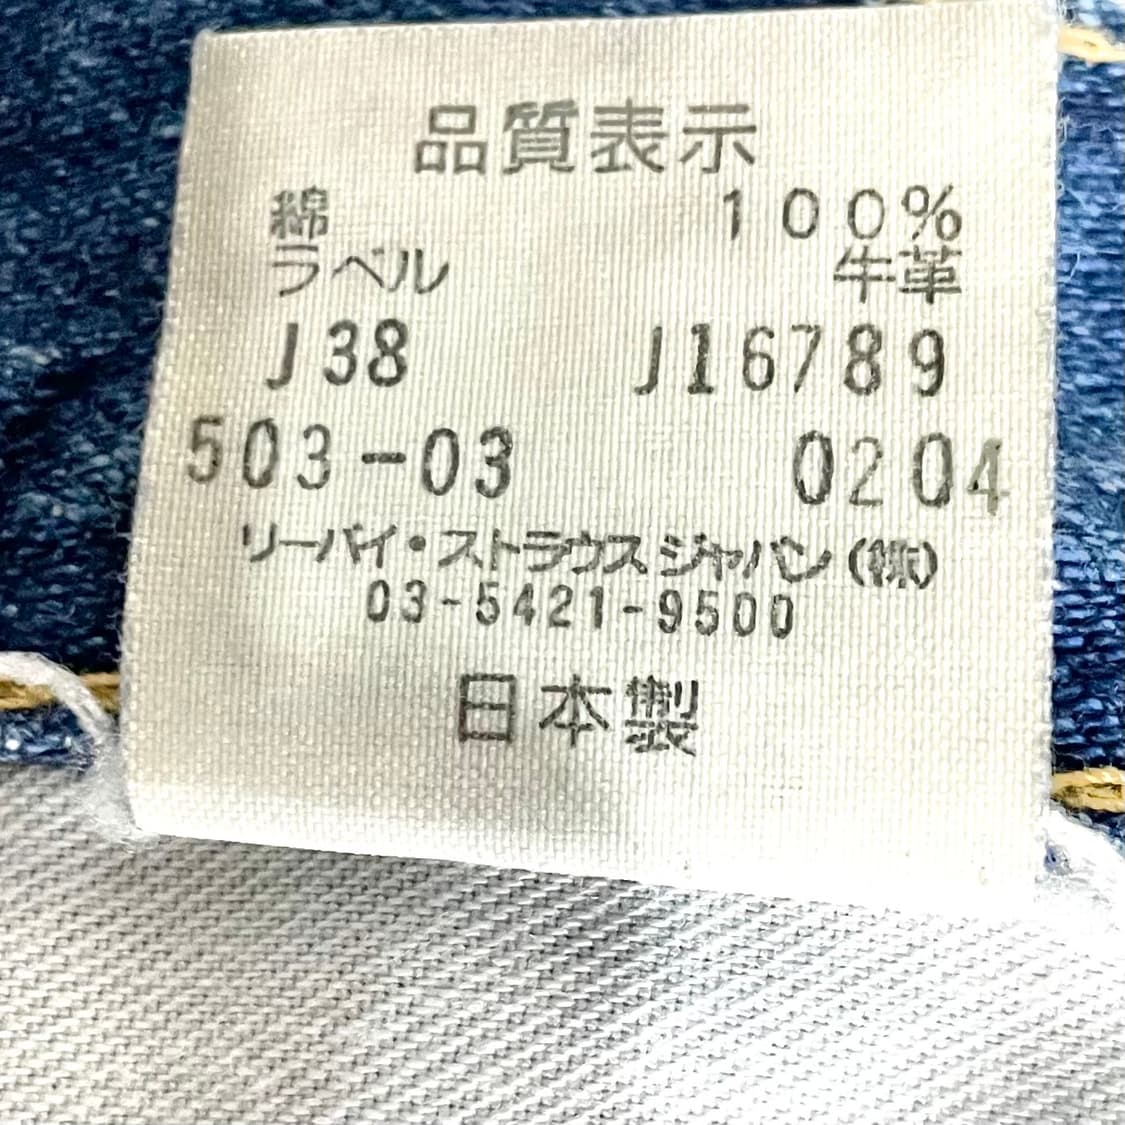 品質表示
綿 100%
ラベル 牛革
J38 J16789
503-03 0204
リーバイ・ストラウス ジャパン(株)
03-5421-9500
日本製